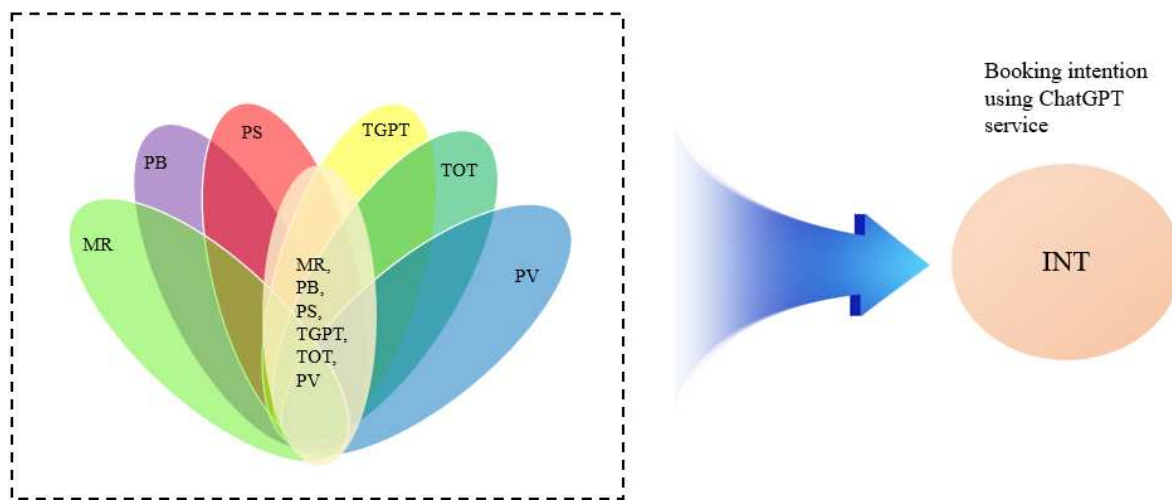 PS
TGPT
PB
TOT
MR
PV
MR,
PB,
PS,
TGPT,
TOT,
PV
Booking intention
using ChatGPT
service
INT